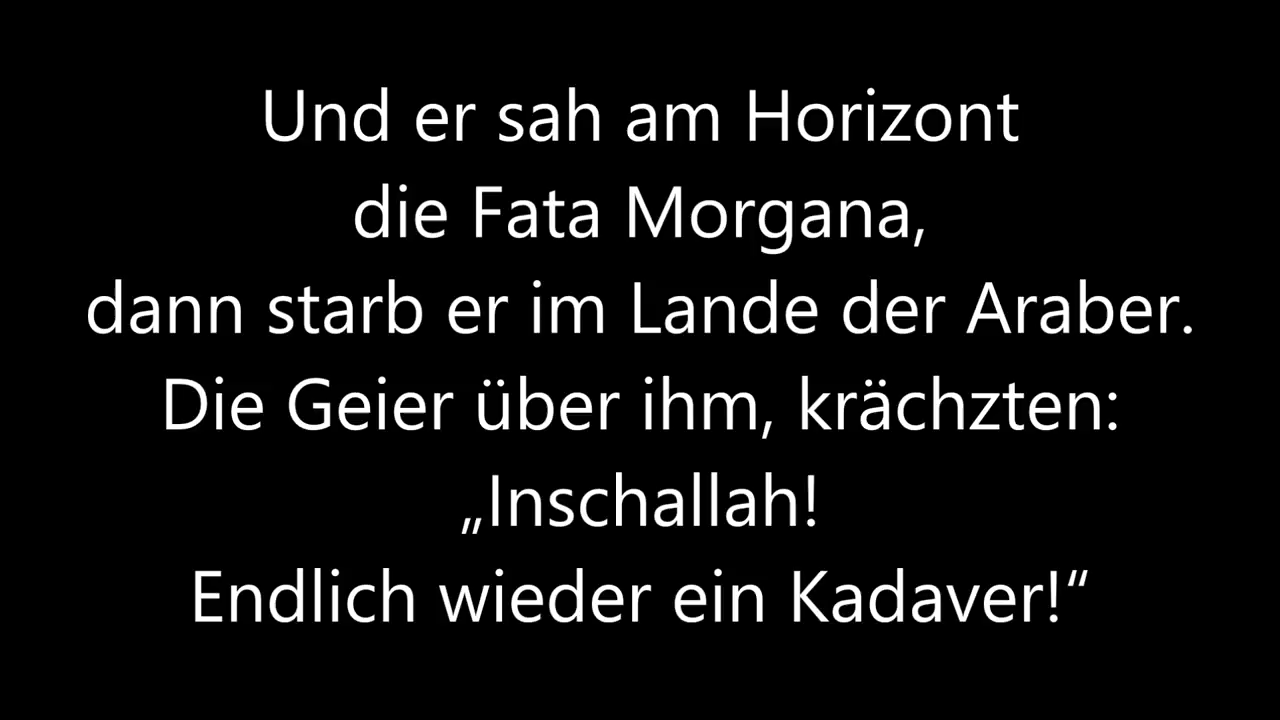 Und er sah am Horizont
die Fata Morgana,
dann starb er im Lande der Araber.
Die Geier über ihm, krächzten:
„Inschallah!
Endlich wieder ein Kadaver!“